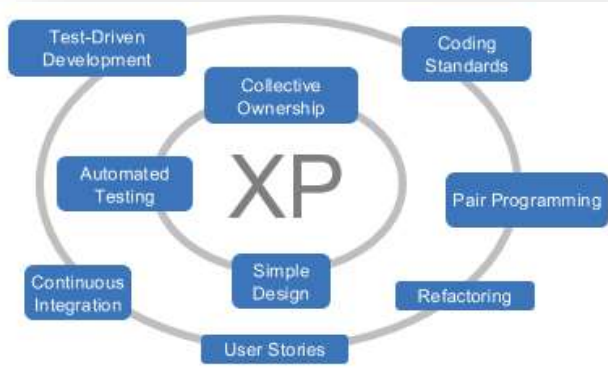 Test-Driven
Development
Coding
Standards
Collective
Ownership
Automated
Testing
XP
Pair Programming
Simple
Design
Continuous
Integration
Refactoring
User Stories